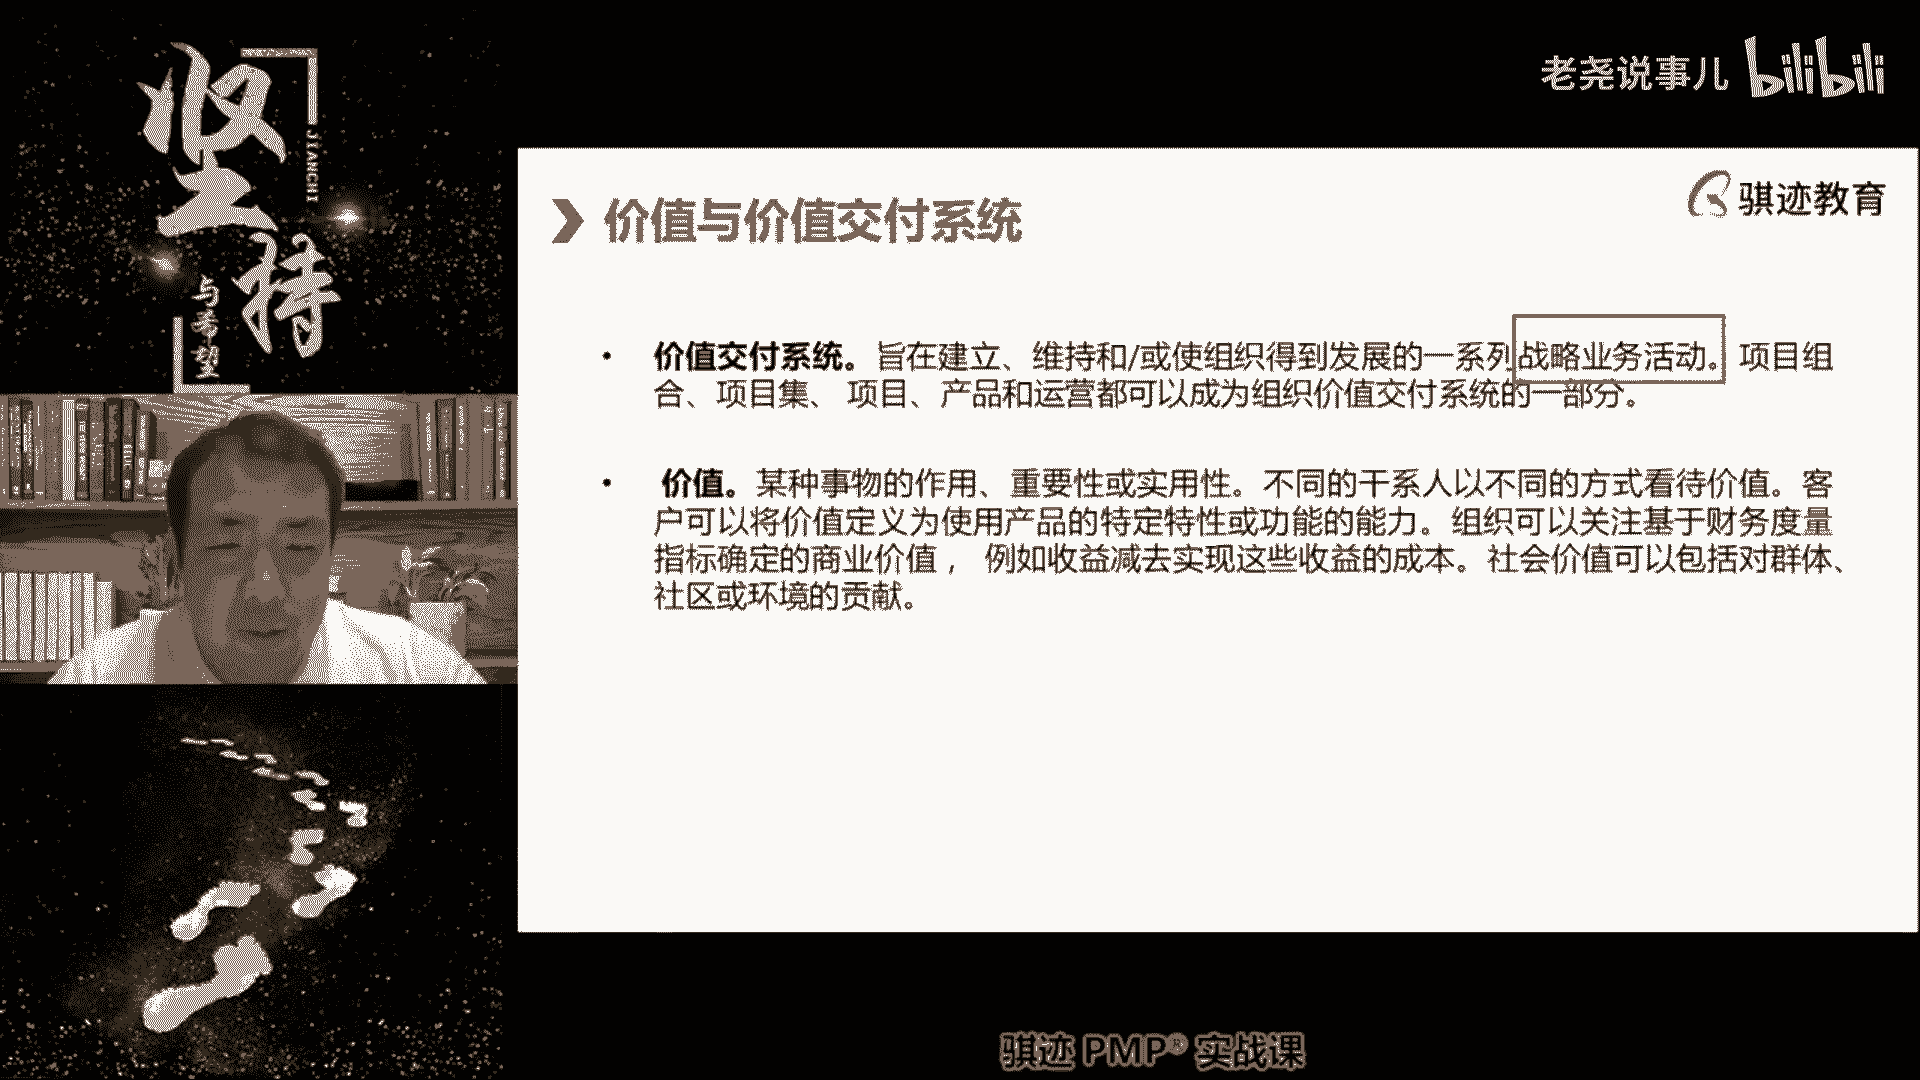 坚持
JIANCHI
与希望
老尧说事儿 bilibili
骐迹教育
价值与价值交付系统
• 价值交付系统。旨在建立、维持和/或使组织得到发展的一系列战略业务活动。项目组
合、项目集、 项目、产品和运营都可以成为组织价值交付系统的一部分。
• 价值。某种事物的作用、重要性或实用性。不同的干系人以不同的方式看待价值。客
户可以将价值定义为使用产品的特定特性或功能的能力。组织可以关注基于财务度量
指标确定的商业价值， 例如收益减去实现这些收益的成本。社会价值可以包括对群体、
社区或环境的贡献。
骐迹 PMP® 实战课